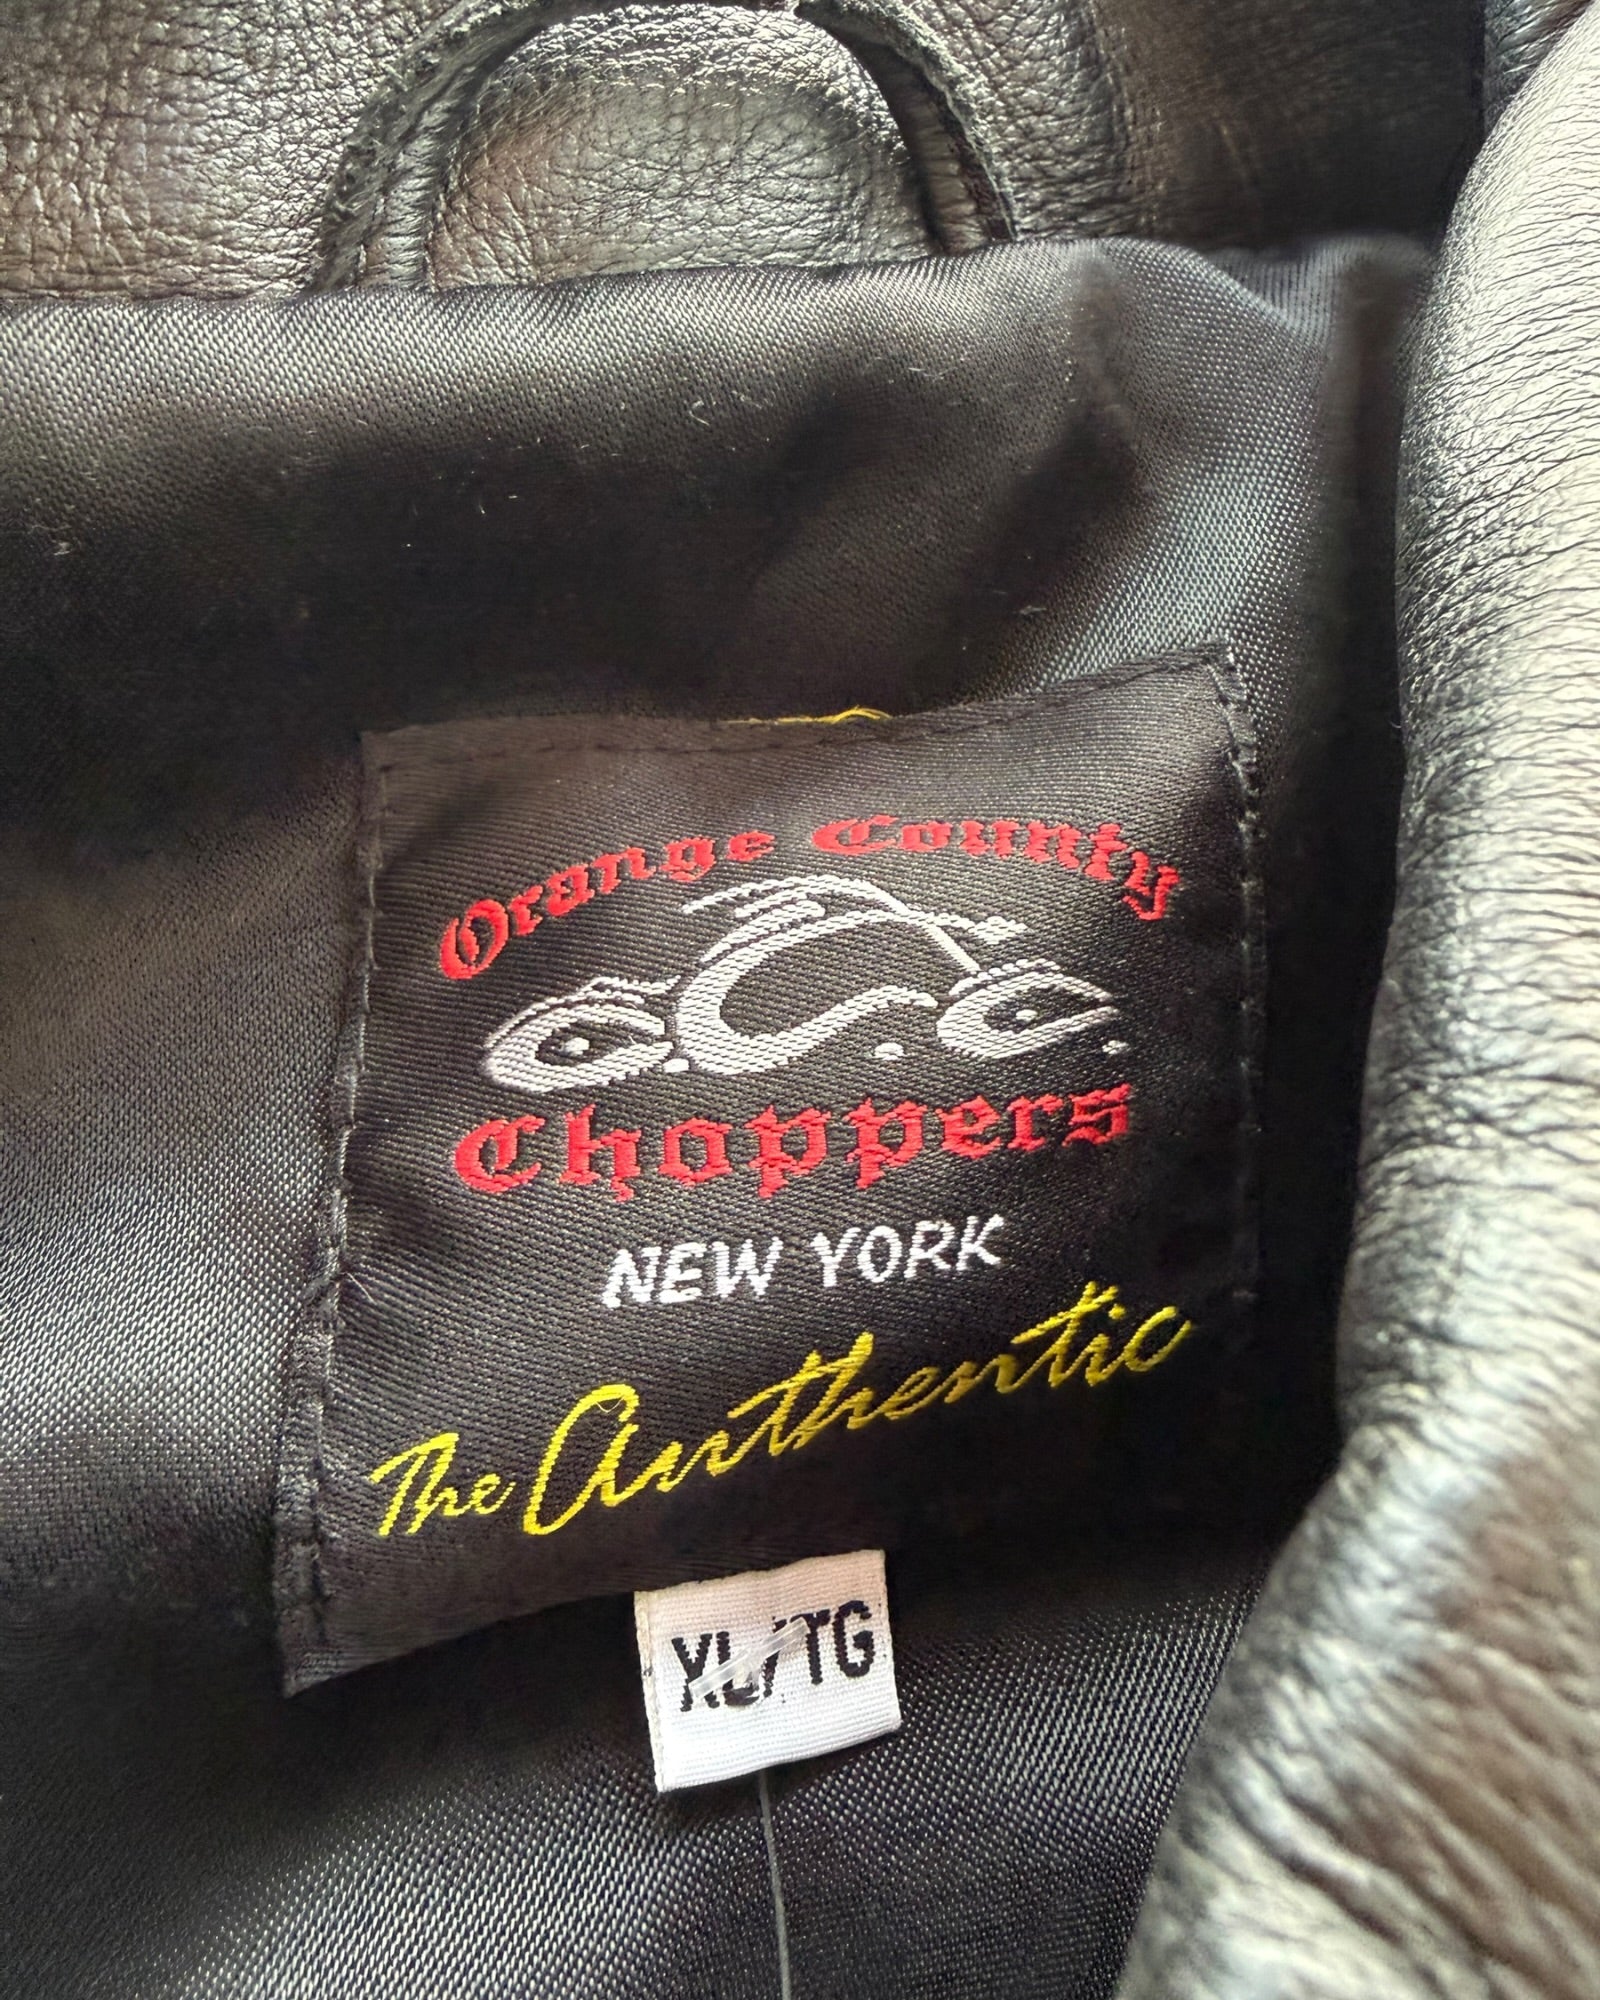 Orange County
Choppers
NEW YORK
The Authentic
XL/TG